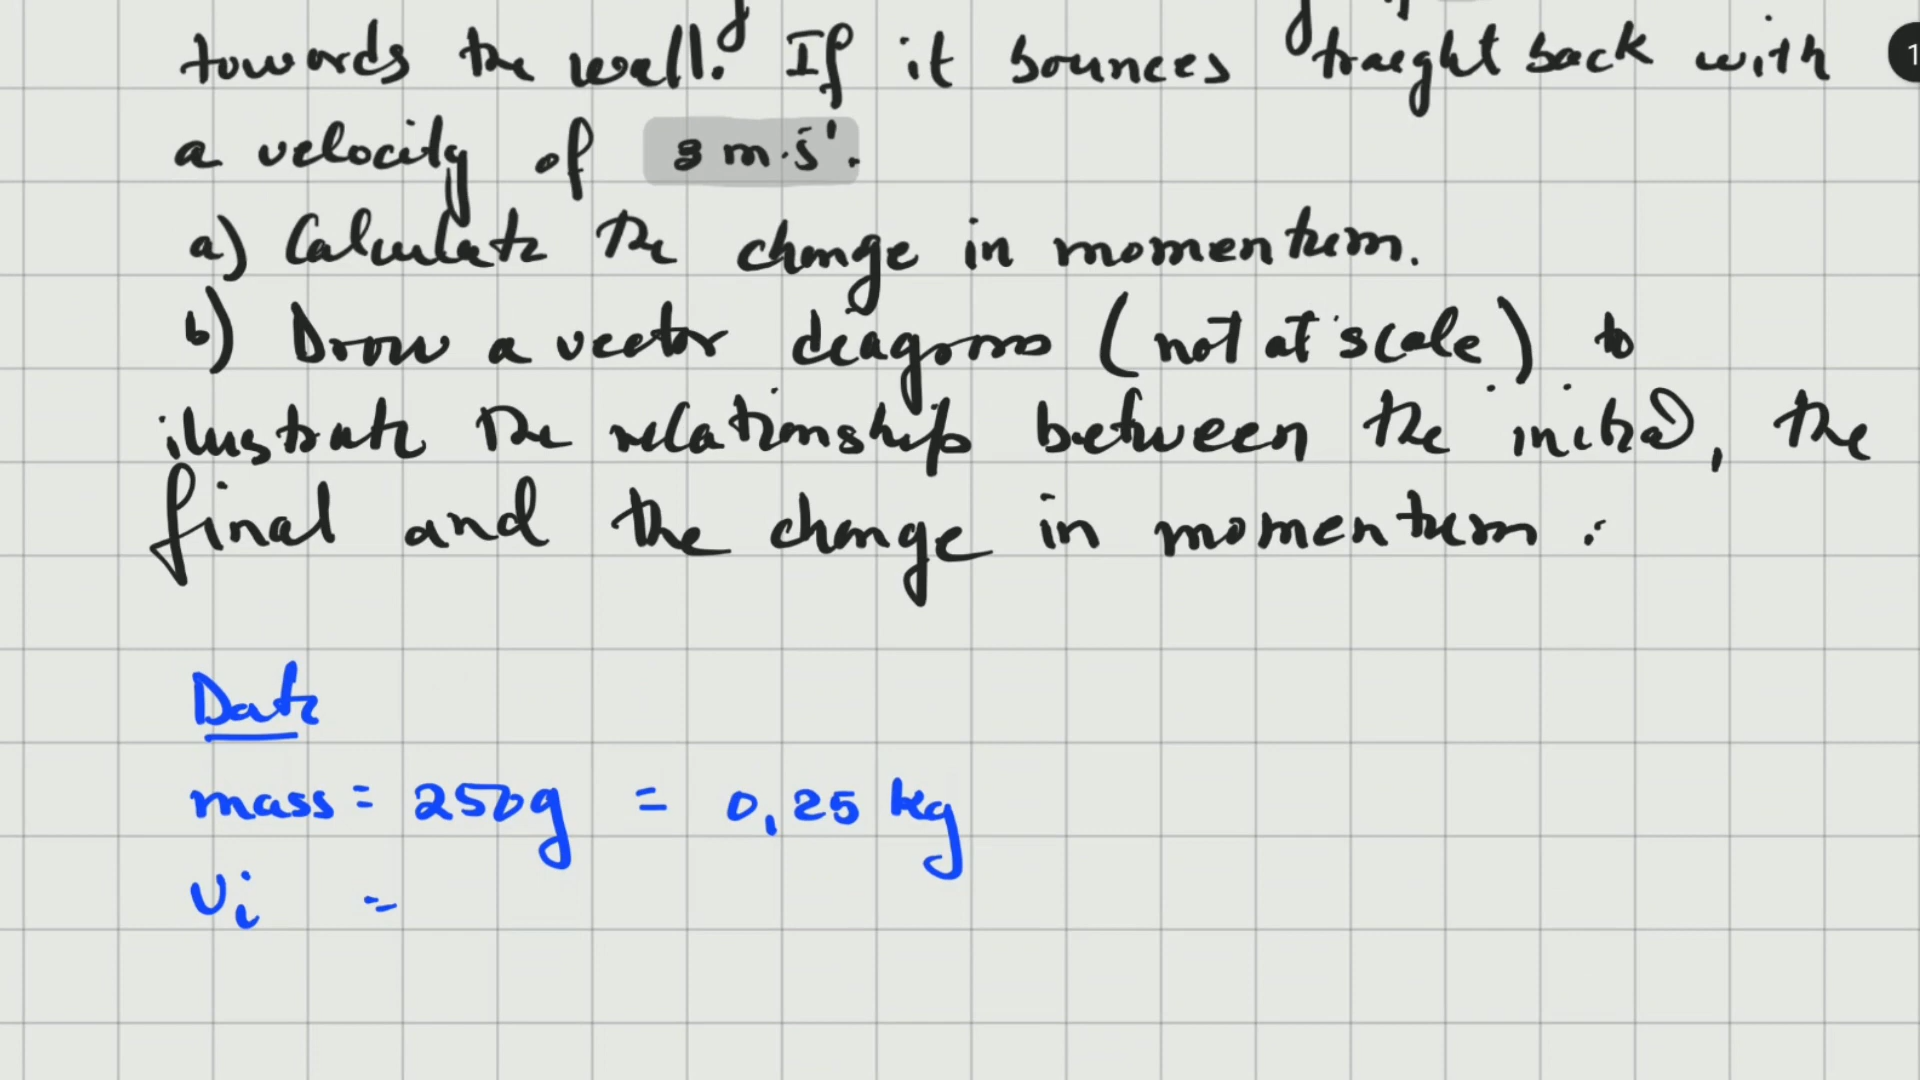 towards the wall. If it bounces straight back with
1
a velocity of 3 m.s⁻¹.
a) Calculate the change in momentum.
b) Draw a vector diagram (not at scale) to
illustrate the relationship between the initial, the
final and the change in momentum.
Data
mass = 250g = 0,25 kg
vi =